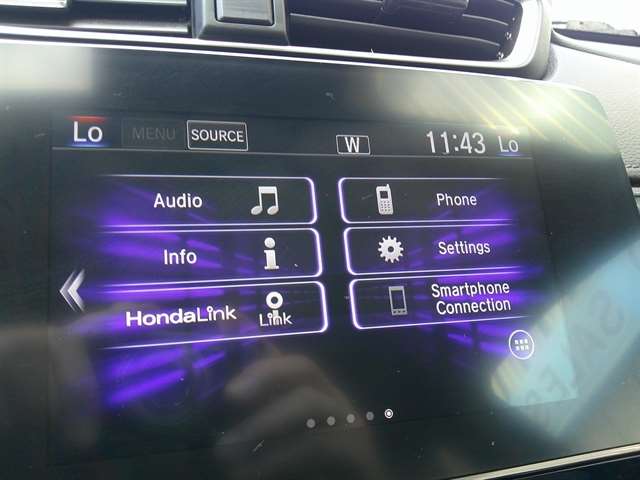 Lo MENU SOURCE W 11:43 Lo
Audio
Phone
Info
Settings
HondaLink Link
Smartphone
Connection